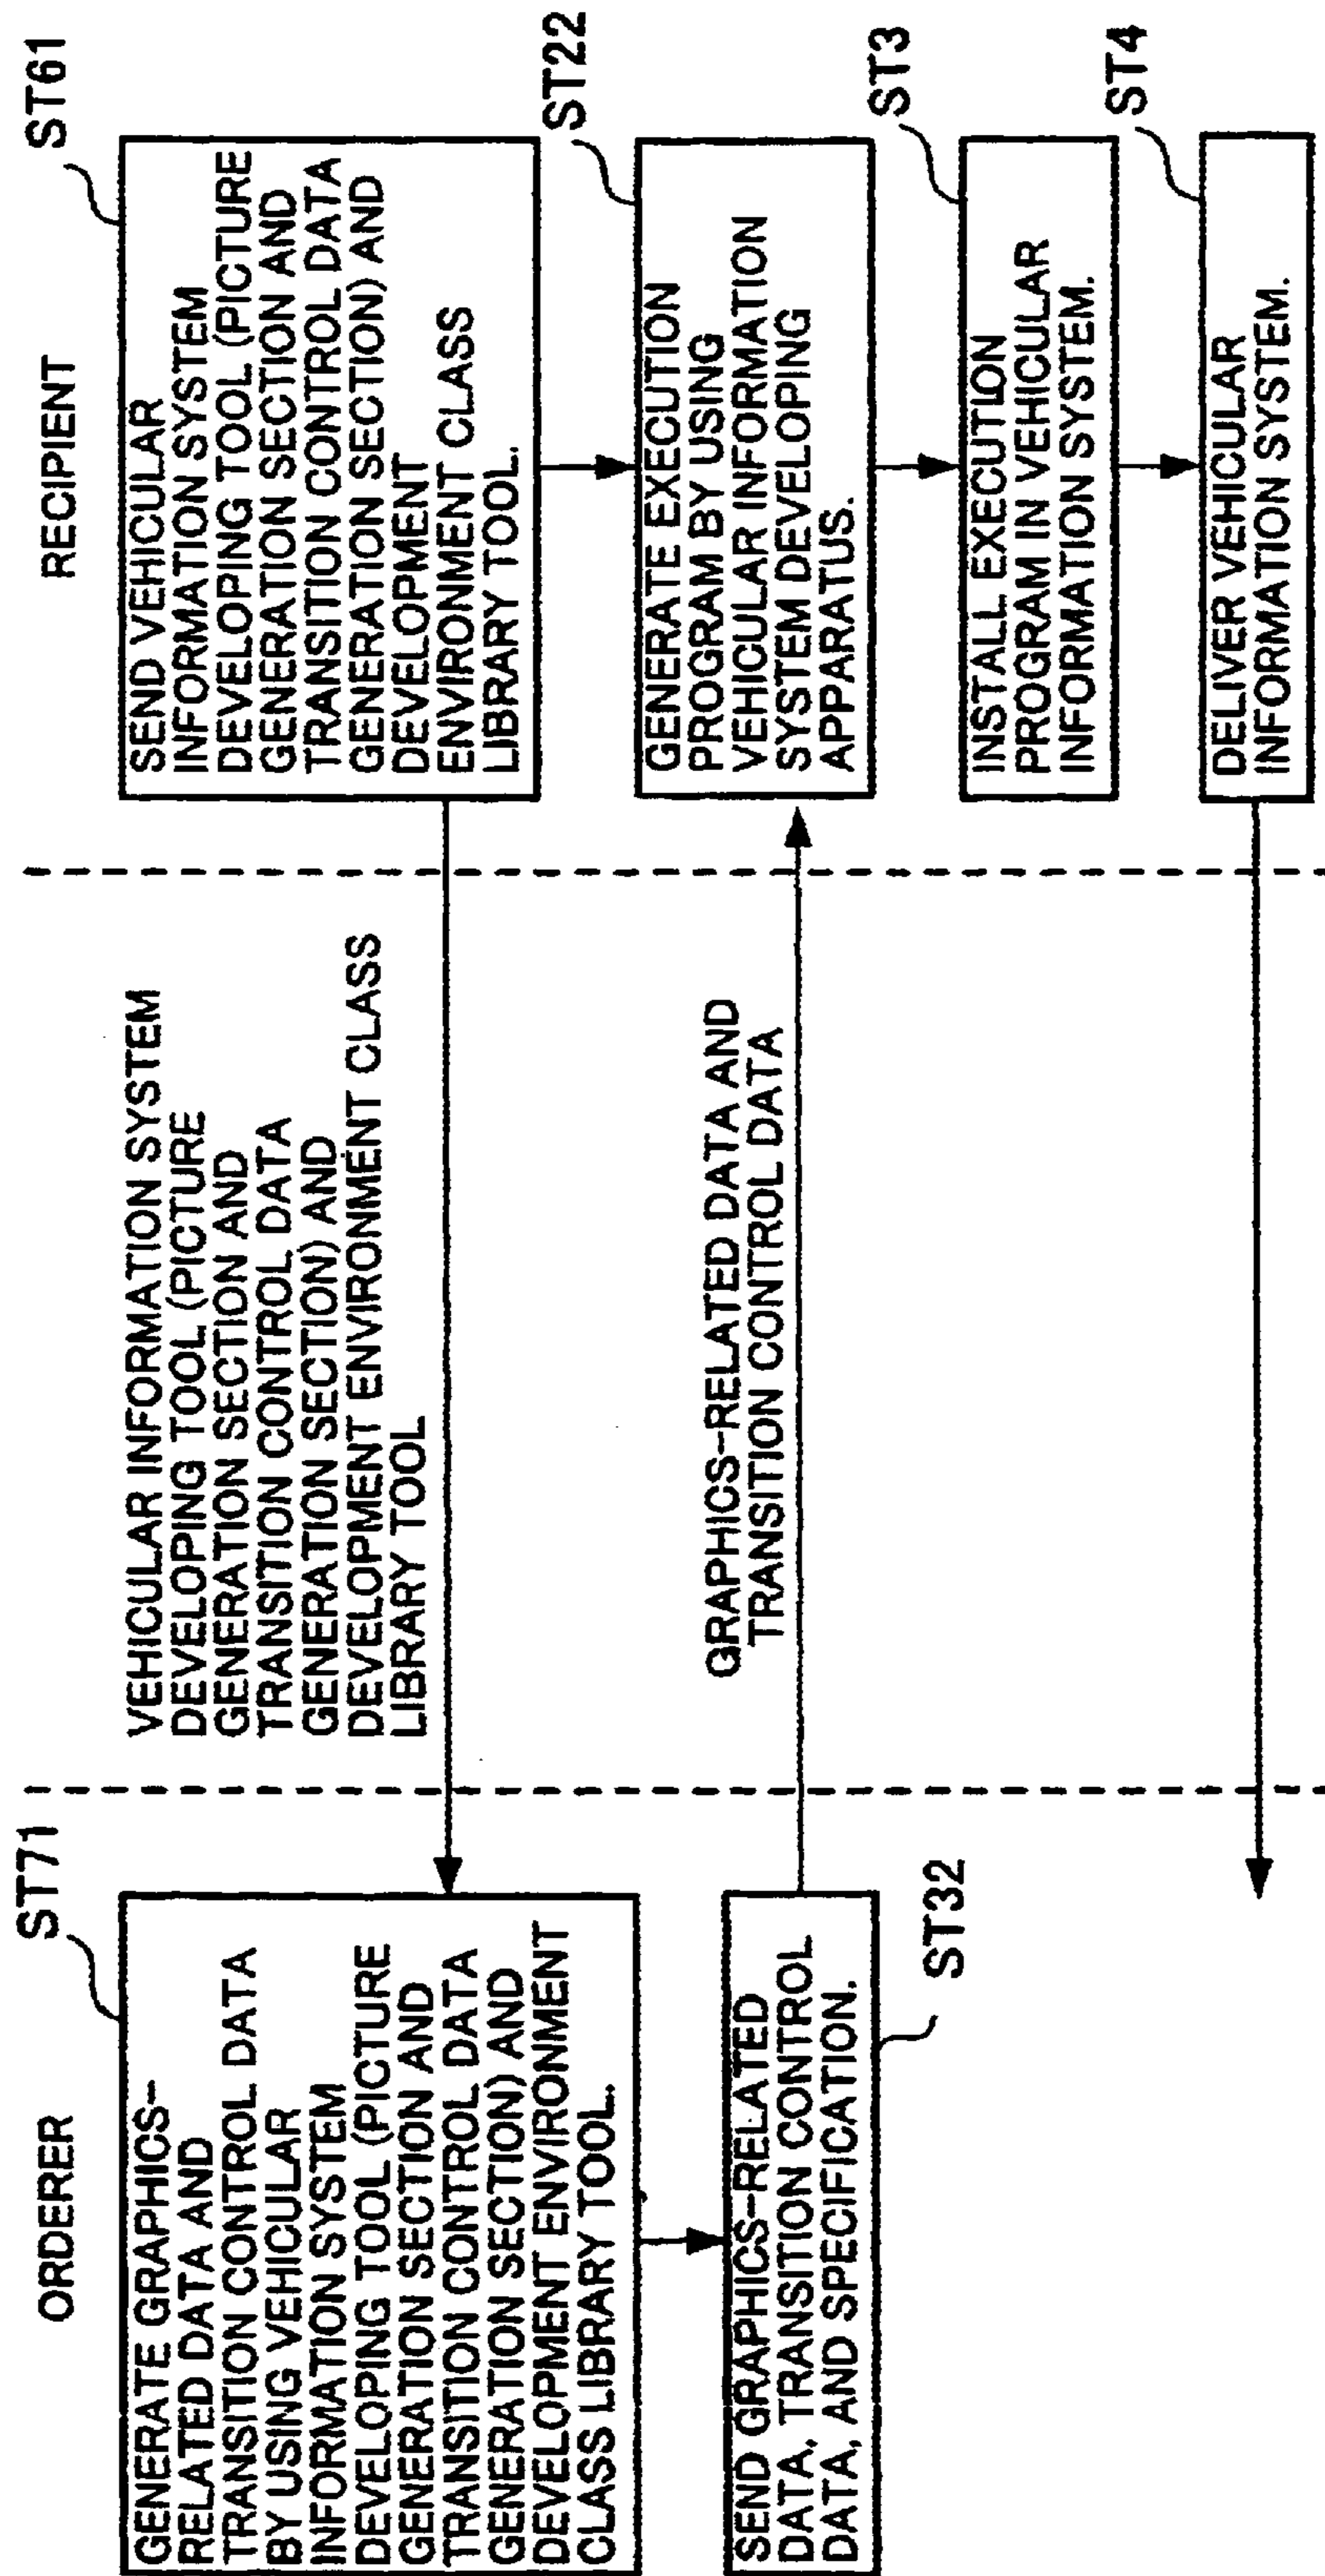 ORDERER
ST71
GENERATE GRAPHICS-
RELATED DATA AND
TRANSITION CONTROL DATA
BY USING VEHICULAR
INFORMATION SYSTEM
DEVELOPING TOOL (PICTURE
GENERATION SECTION AND
TRANSITION CONTROL DATA
GENERATION SECTION) AND
DEVELOPMENT ENVIRONMENT
CLASS LIBRARY TOOL.
SEND GRAPHICS-RELATED
DATA, TRANSITION CONTROL
DATA, AND SPECIFICATION.
ST32
VEHICULAR INFORMATION SYSTEM
DEVELOPING TOOL (PICTURE
GENERATION SECTION AND
TRANSITION CONTROL DATA
GENERATION SECTION) AND
DEVELOPMENT ENVIRONMENT CLASS
LIBRARY TOOL
GRAPHICS-RELATED DATA AND
TRANSITION CONTROL DATA
RECIPIENT
ST61
SEND VEHICULAR
INFORMATION SYSTEM
DEVELOPING TOOL (PICTURE
GENERATION SECTION AND
TRANSITION CONTROL DATA
GENERATION SECTION) AND
DEVELOPMENT
ENVIRONMENT CLASS
LIBRARY TOOL.
ST22
GENERATE EXECUTION
PROGRAM BY USING
VEHICULAR INFORMATION
SYSTEM DEVELOPING
APPARATUS.
ST3
INSTALL EXECUTION
PROGRAM IN VEHICULAR
INFORMATION SYSTEM.
ST4
DELIVER VEHICULAR
INFORMATION SYSTEM.